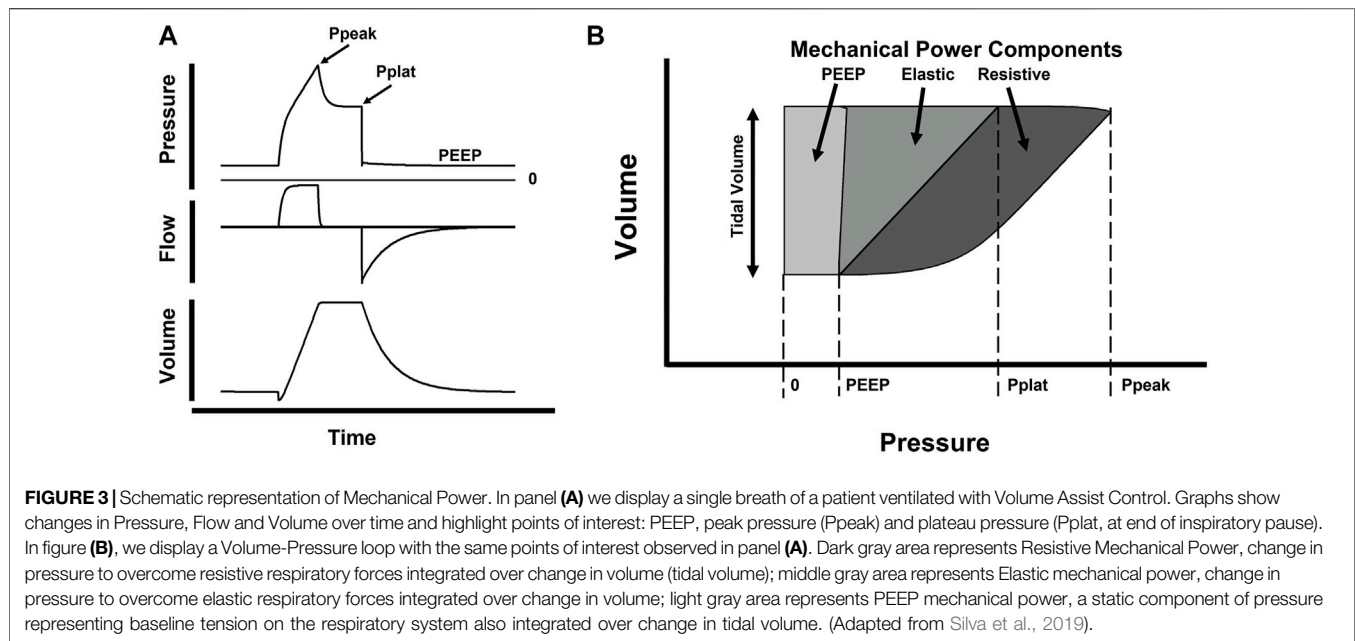 A
Ppeak
Pplat
Pressure
PEEP
0
Flow
Volume
Time
B
Mechanical Power Components
PEEP Elastic Resistive
Volume
Tidal Volume
0 PEEP Pplat Ppeak
Pressure
FIGURE 3 | Schematic representation of Mechanical Power. In panel (A) we display a single breath of a patient ventilated with Volume Assist Control. Graphs show
changes in Pressure, Flow and Volume over time and highlight points of interest: PEEP, peak pressure (Ppeak) and plateau pressure (Pplat, at end of inspiratory pause).
In figure (B), we display a Volume-Pressure loop with the same points of interest observed in panel (A). Dark gray area represents Resistive Mechanical Power, change in
pressure to overcome resistive respiratory forces integrated over change in volume (tidal volume); middle gray area represents Elastic mechanical power, change in
pressure to overcome elastic respiratory forces integrated over change in volume; light gray area represents PEEP mechanical power, a static component of pressure
representing baseline tension on the respiratory system also integrated over change in tidal volume. (Adapted from Silva et al., 2019).